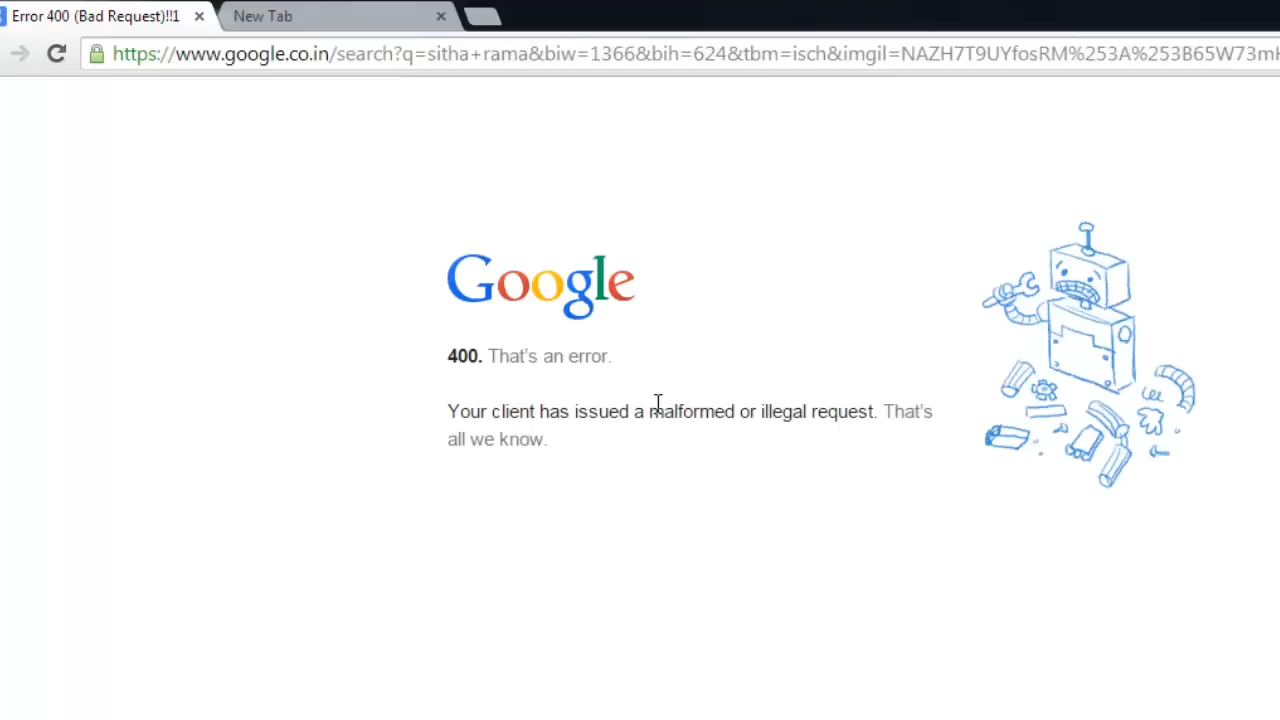 Error 400 (Bad Request)!!1
New Tab
https://www.google.co.in/search?q=sitha+rama&biw=1366&bih=624&tbm=isch&imgil=NAZH7T9UYfosRM%253A%253B65W73m
Google
400. That's an error.
Your client has issued a malformed or illegal request. That's
all we know.